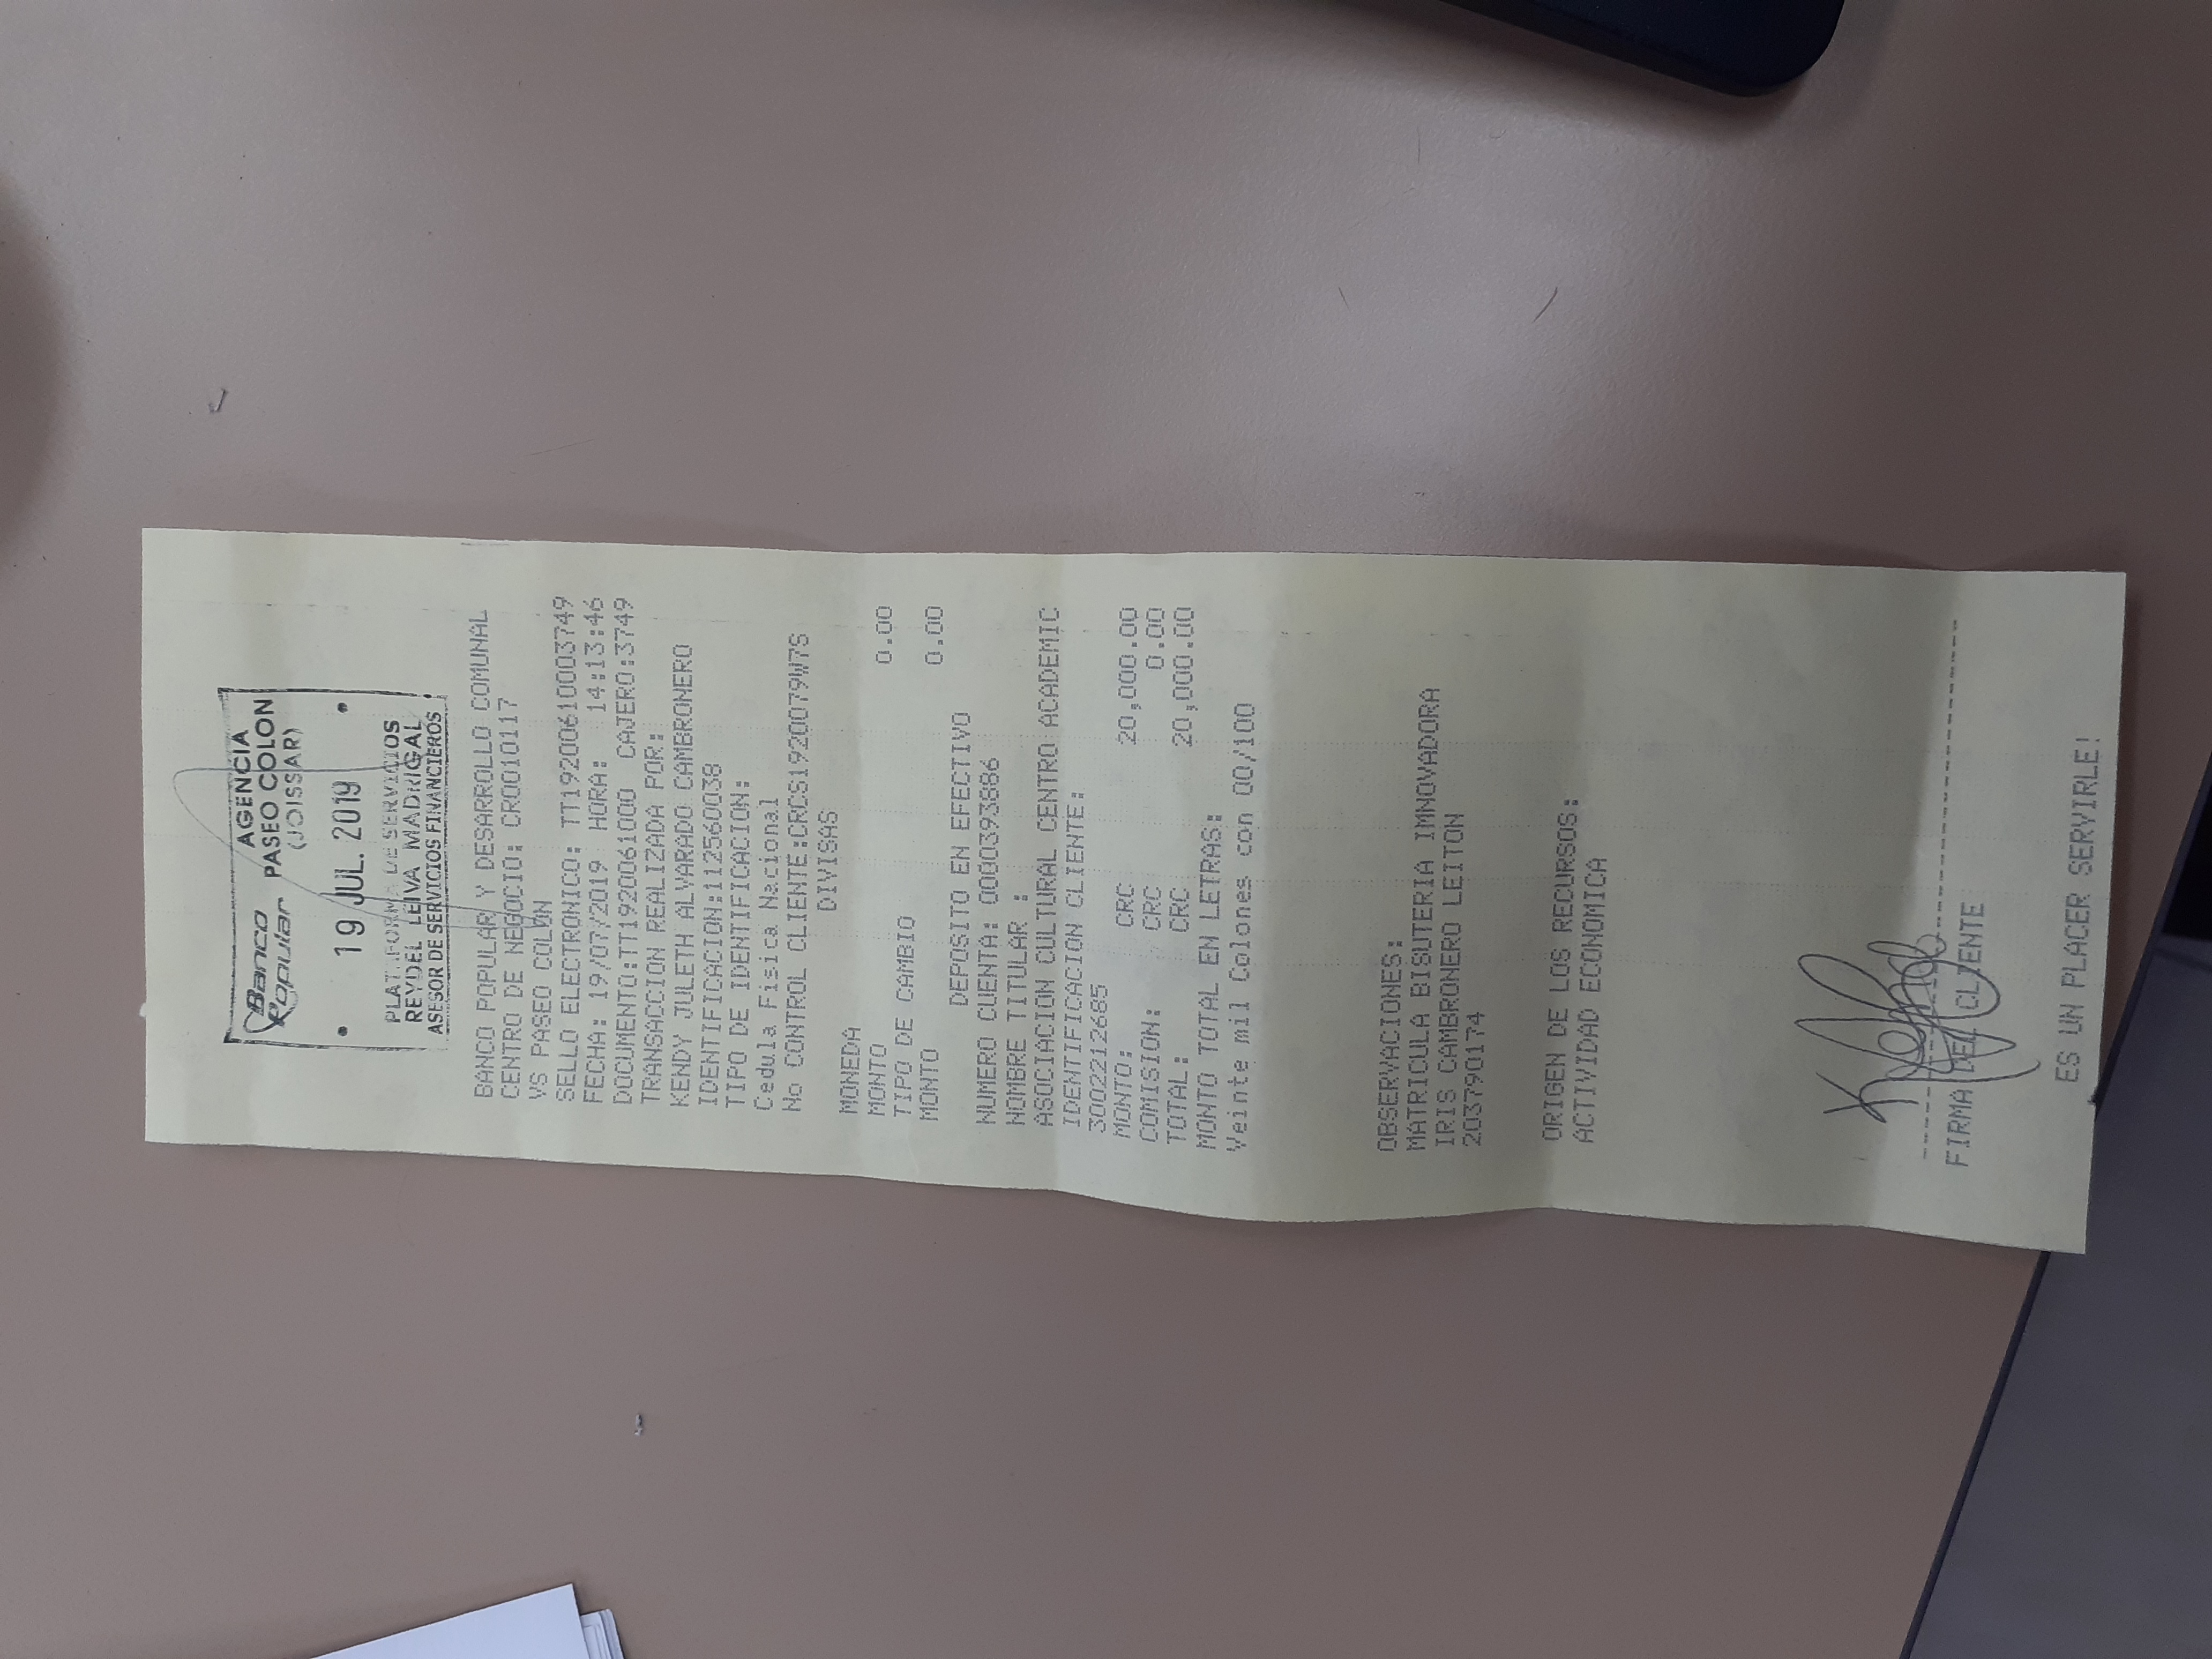 Banco Popular
AGENCIA
PASEO COLON
(JOISSAR)
19 JUL. 2019
PLATAFORMA DE SERVICIOS
REYDEL LEIVA MADRIGAL
ASESOR DE SERVICIOS FINANCIEROS
BANCO POPULAR Y DESARROLLO COMUNAL
CENTRO DE NEGOCIO: CR0010117
VS PASEO COLON
SELLO ELECTRONICO: TT19200610003749
FECHA: 19/07/2019 HORA: 14:13:46
DOCUMENTO:TT1920061000 CAJERO:3749
TRANSACCION REALIZADA POR:
KENDY JULETH ALVARADO CAMBRONERO
IDENTIFICACION:112560038
TIPO DE IDENTIFICACION:
Cedula Fisica Nacional
No CONTROL CLIENTE:CRCS1920079W7S
DIVISAS
MONEDA
MONTO 0.00
TIPO DE CAMBIO
MONTO 0.00
DEPOSITO EN EFECTIVO
NUMERO CUENTA: 0000393886
NOMBRE TITULAR :
ASOCIACION CULTURAL CENTRO ACADEMIC
IDENTIFICACION CLIENTE:
3002212685
MONTO: CRC 20,000.00
COMISION: CRC 0.00
TOTAL: CRC 20,000.00
MONTO TOTAL EN LETRAS:
Veinte mil Colones con 00/100
OBSERVACIONES:
MATRICULA BISUTERIA IMNOVADORA
IRIS CAMBRONERO LEITON
203790174
ORIGEN DE LOS RECURSOS:
ACTIVIDAD ECONOMICA
FIRMA DEL CLIENTE
ES UN PLACER SERVIRLE!